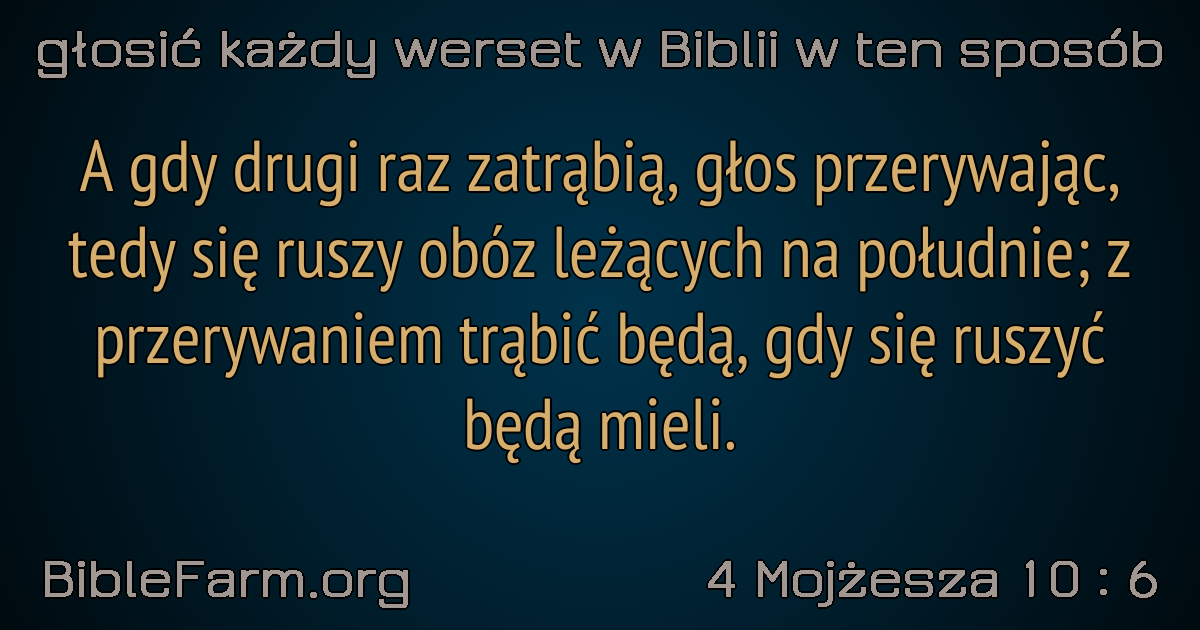 głosić każdy werset w Biblii w ten sposób
A gdy drugi raz zatrąbią, głos przerywając,
tedy się ruszy obóz leżących na południe; z
przerywaniem trąbić będą, gdy się ruszyć
będą mieli.
BibleFarm.org
4 Mojżesza 10 : 6